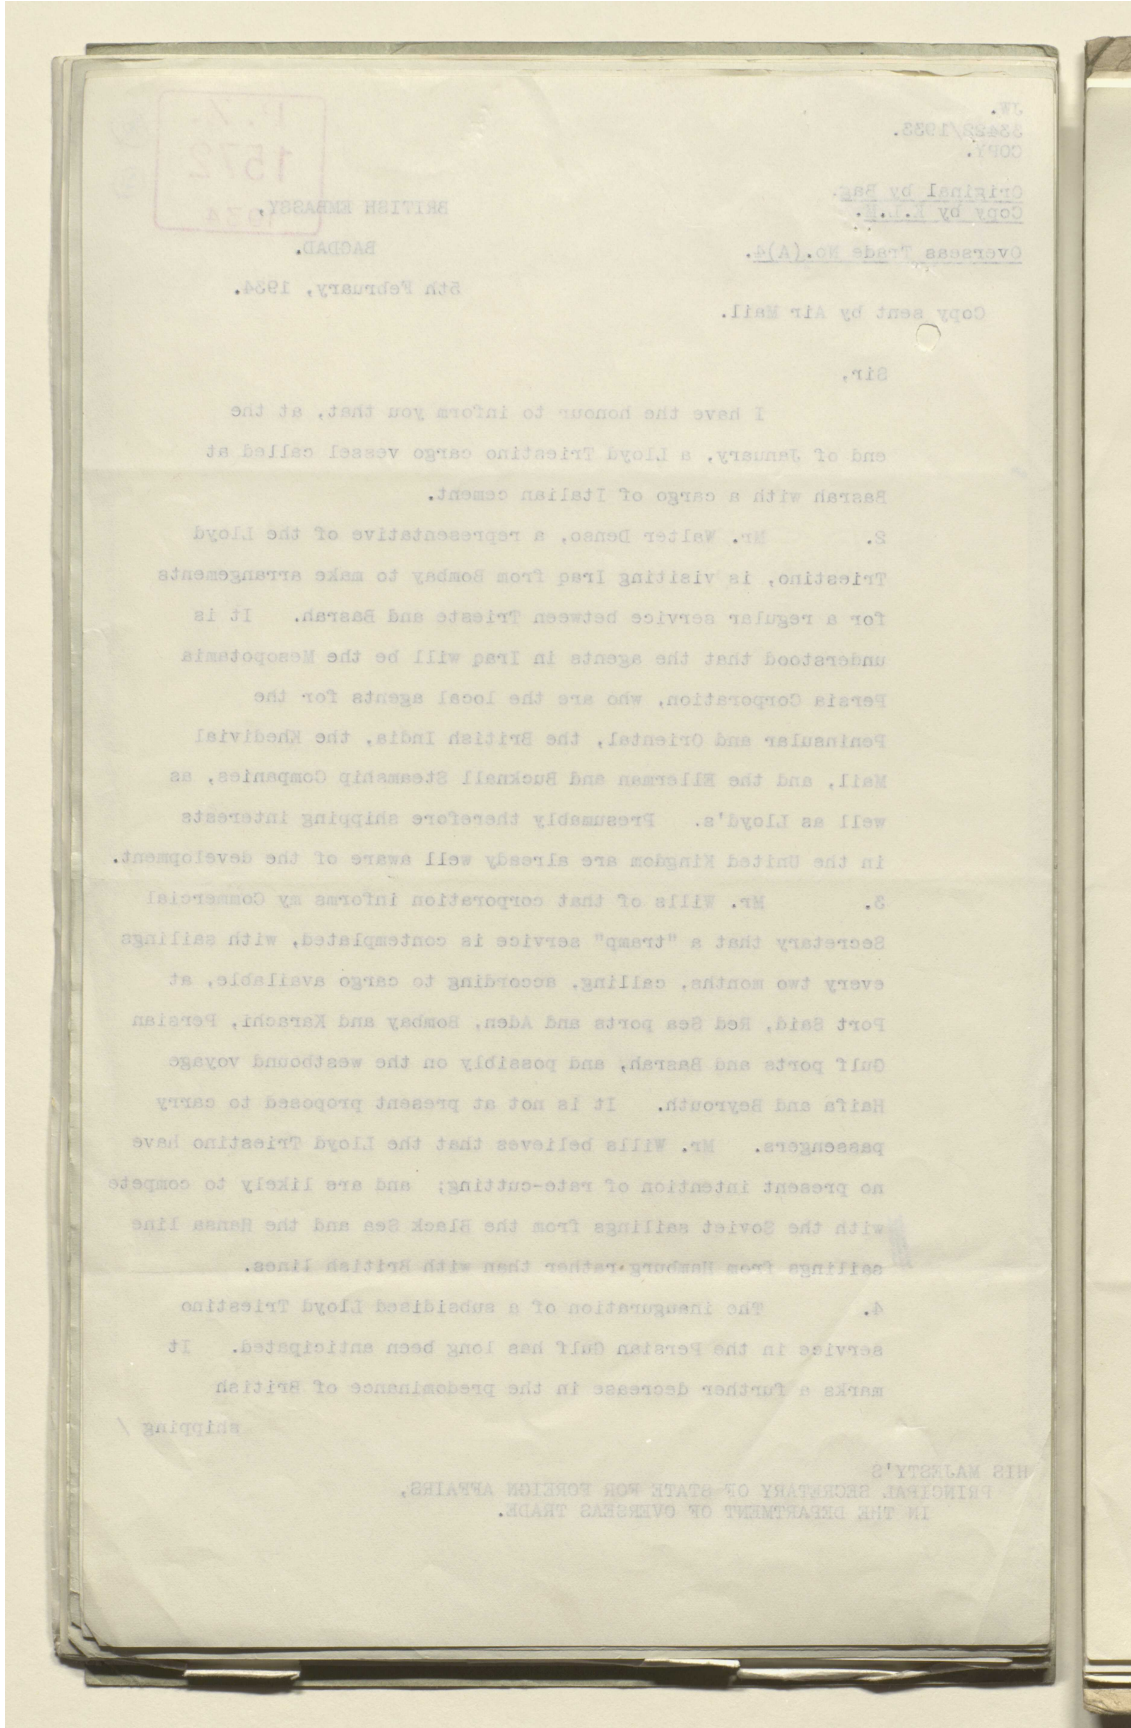 JW.
33422/1933.
COPY.
P.Z.
1572
1934
Original by Bag.
Copy by
Overseas Trade No.(A)4.
BRITISH EMBASSY,
BAGDAD.
5th February, 1934.
Copy sent by Air Mail.
Sir,
I have the honour to inform you that, at the
end of January, a Lloyd Triestino cargo vessel called at
Basrah with a cargo of Italian cement.
2. Mr. Walter Denso, a representative of the Lloyd
Triestino, is visiting Iraq from Bombay to make arrangements
for a regular service between Trieste and Basrah. It is
understood that the agents in Iraq will be the Mesopotamia
Persia Corporation, who are the local agents for the
Peninsular and Oriental, the British India, the Khedivial
Mail, and the Ellerman and Bucknall Steamship Companies, as
well as Lloyd's. Presumably therefore shipping interests
in the United Kingdom are already well aware of the development.
3. Mr. Wills of that corporation informs my Commercial
Secretary that a "tramp" service is contemplated, with sailings
every two months, calling, according to cargo available, at
Port Said, Red Sea ports and Aden, Bombay and Karachi, Persian
Gulf ports and Basrah, and possibly on the westbound voyage
Haifa and Beyrouth. It is not at present proposed to carry
passengers. Mr. Wills believes that the Lloyd Triestino have
no present intention of rate-cutting; and are likely to compete
with the Soviet sailings from the Black Sea and the Hansa line
sailings from Hamburg rather than with British lines.
4. The inauguration of a subsidised Lloyd Triestino
service in the Persian Gulf has long been anticipated. It
marks a further decrease in the predominance of British
shipping /
HIS MAJESTY'S
PRINCIPAL SECRETARY OF STATE FOR FOREIGN AFFAIRS,
IN THE DEPARTMENT OF OVERSEAS TRADE.